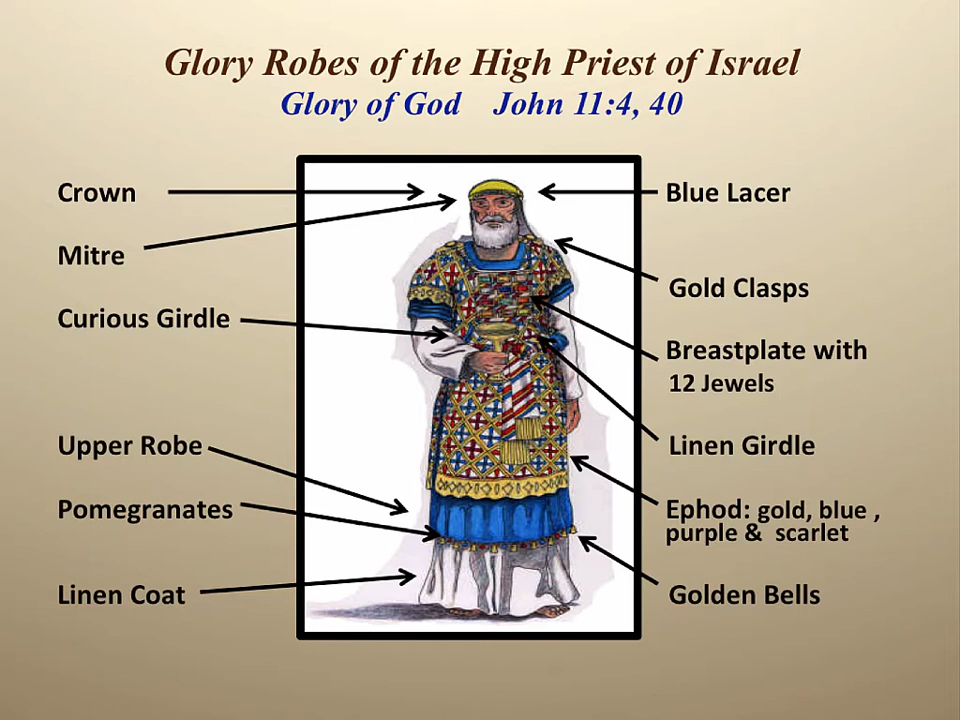 Glory Robes of the High Priest of Israel
Glory of God John 11:4, 40
Crown
Mitre
Curious Girdle
Upper Robe
Pomegranates
Linen Coat
Blue Lacer
Gold Clasps
Breastplate with
12 Jewels
Linen Girdle
Ephod: gold, blue ,
purple & scarlet
Golden Bells